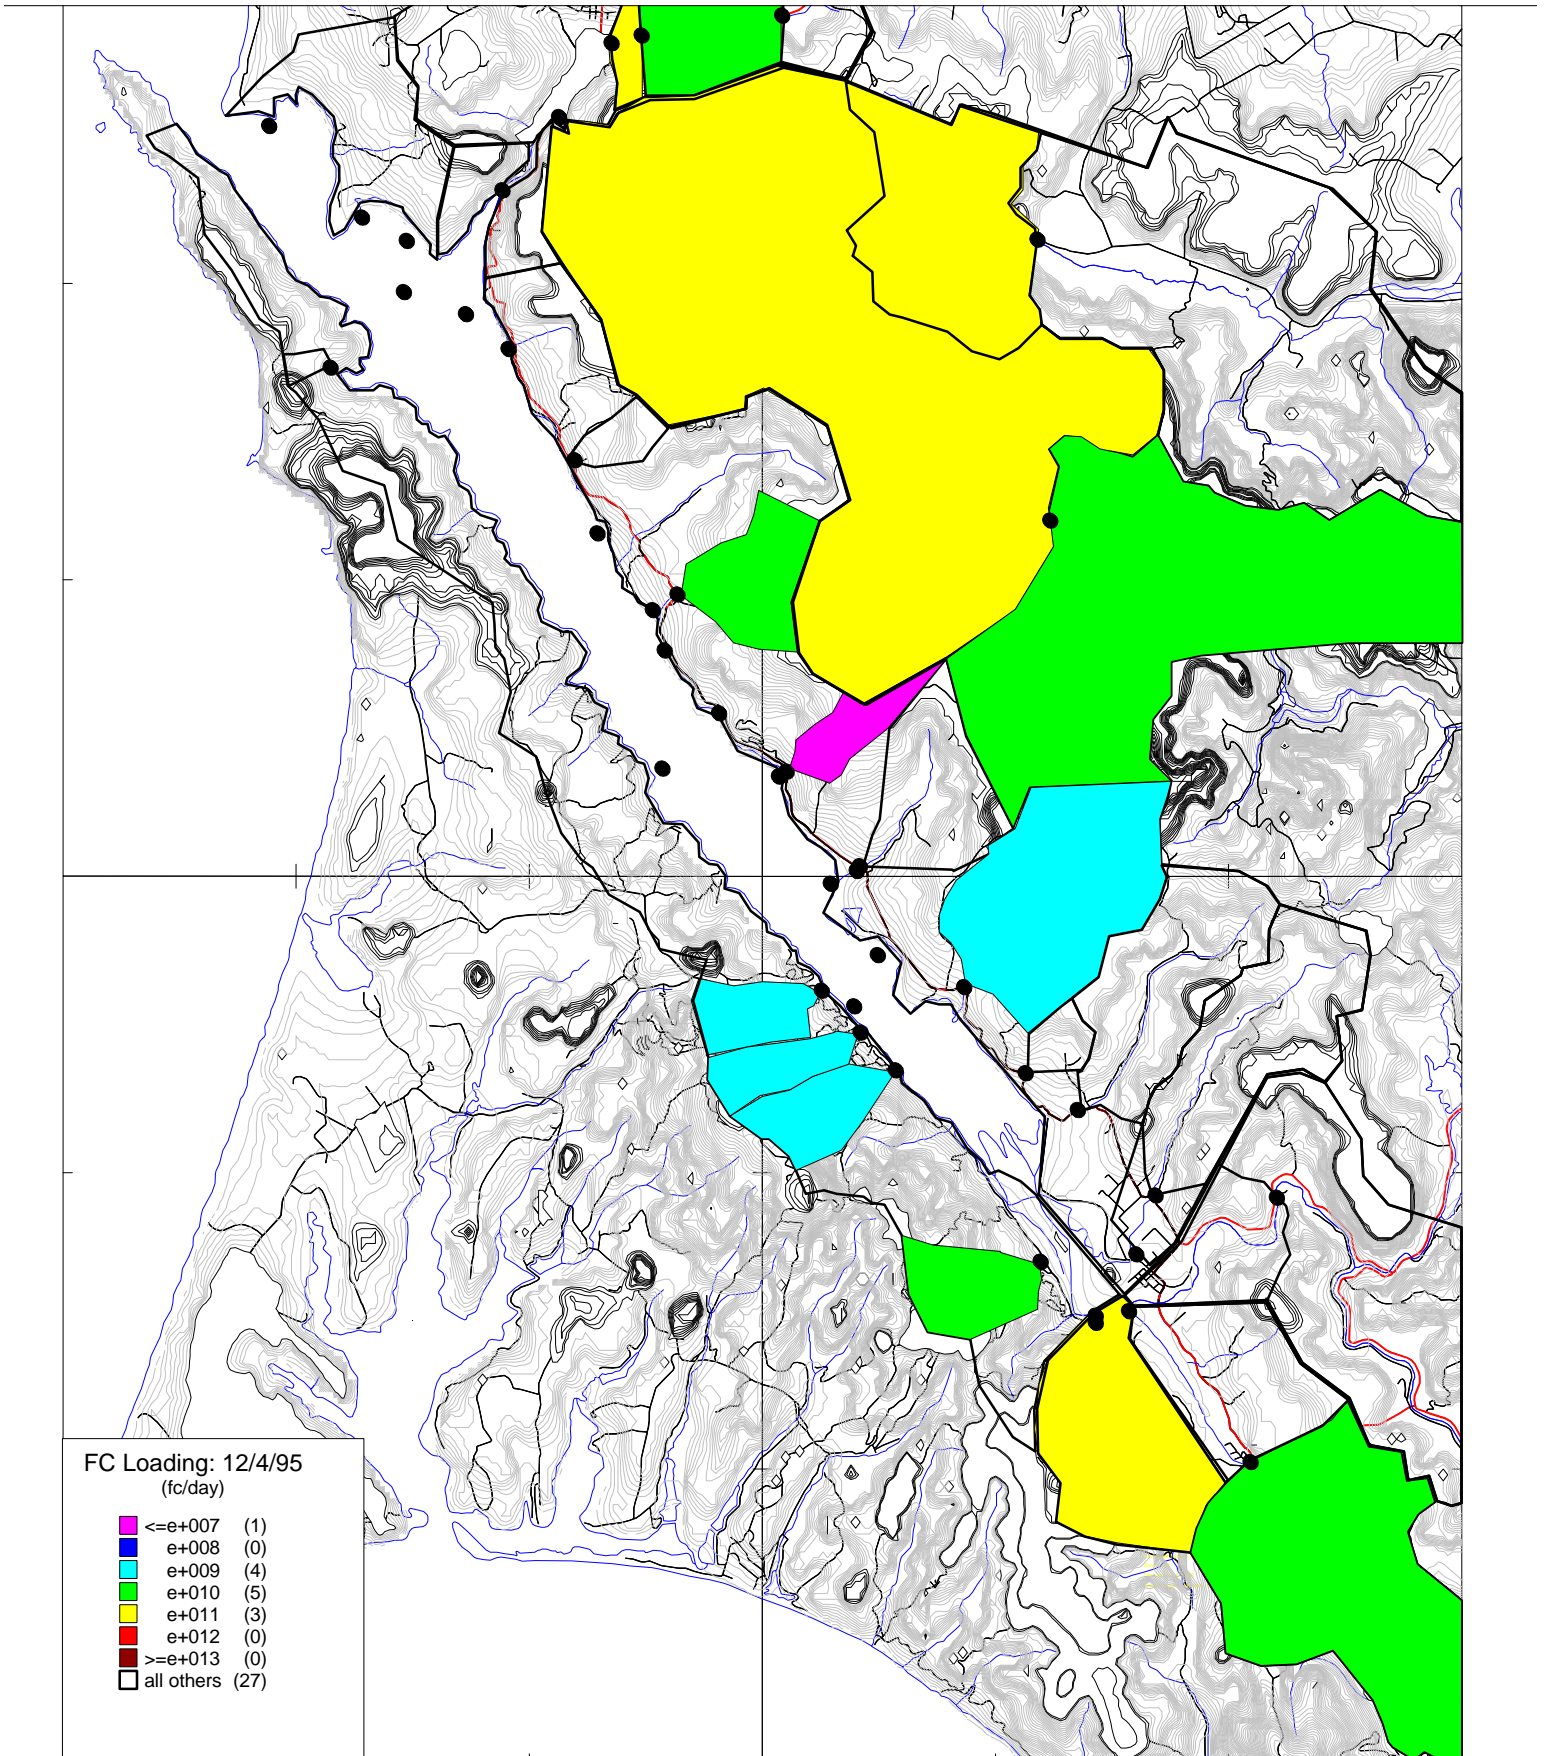 FC Loading: 12/4/95
(fc/day)
<=e+007 (1)
e+008 (0)
e+009 (4)
e+010 (5)
e+011 (3)
e+012 (0)
>=e+013 (0)
all others (27)